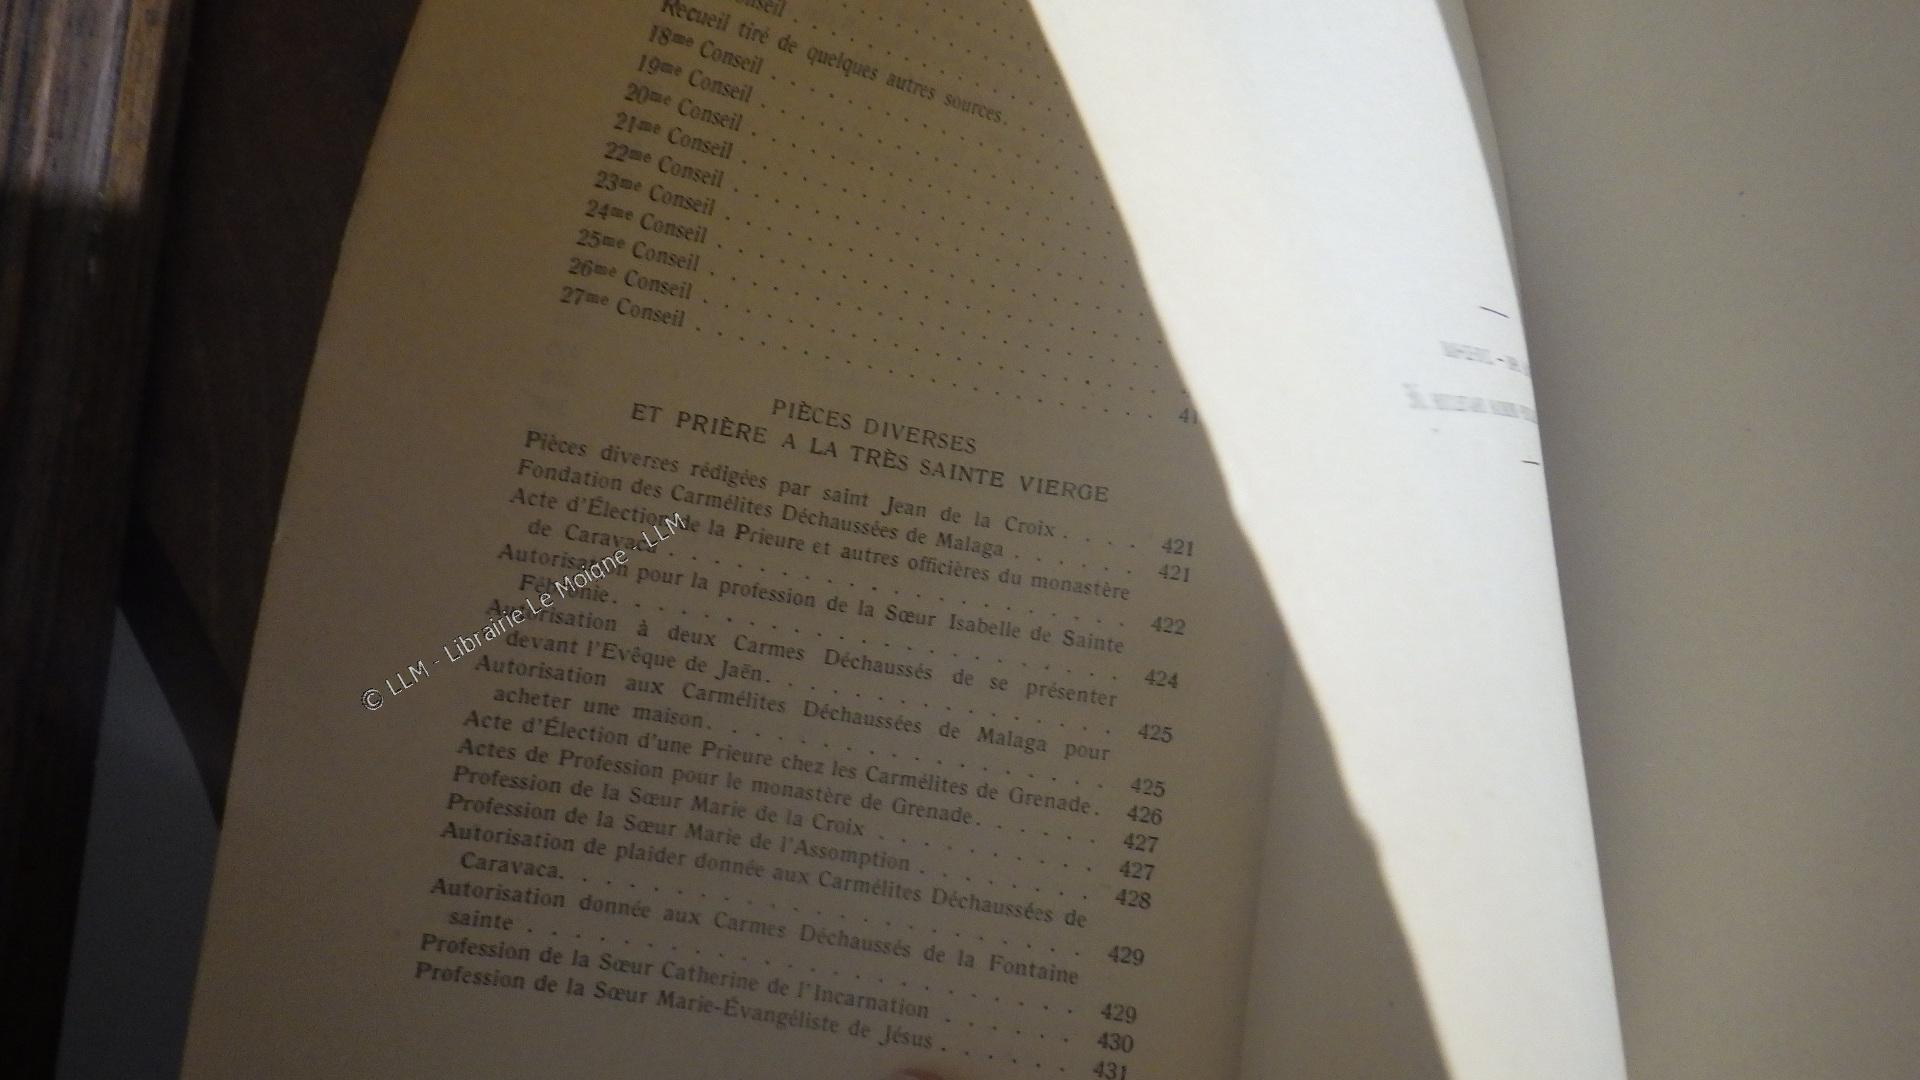 Conseil . . . .
Recueil tiré de quelques autres sources. . . .
18me Conseil . . . .
19me Conseil . . . .
20me Conseil . . . .
21me Conseil . . . .
22me Conseil . . . .
23me Conseil . . . .
24me Conseil . . . .
25me Conseil . . . .
26me Conseil . . . .
27me Conseil . . . . 41
PIÈCES DIVERSES
ET PRIÈRE A LA TRÈS SAINTE VIERGE
Pièces diverses rédigées par saint Jean de la Croix . . . . 421
Fondation des Carmélites Déchaussées de Malaga . . . . 421
Acte d'Élection de la Prieure et autres officières du monastère
de Caravaca . . . . 422
Autorisation pour la profession de la Sœur Isabelle de Sainte
Fébronie. . . . 424
Autorisation à deux Carmes Déchaussés de se présenter
devant l'Evêque de Jaën. . . . 425
Autorisation aux Carmélites Déchaussées de Malaga pour
acheter une maison. . . . 425
Acte d'Élection d'une Prieure chez les Carmélites de Grenade. 426
Actes de Profession pour le monastère de Grenade. . . . 427
Profession de la Sœur Marie de la Croix . . . . 427
Profession de la Sœur Marie de l'Assomption . . . . 428
Autorisation de plaider donnée aux Carmélites Déchaussées de
Caravaca. . . . 429
Autorisation donnée aux Carmes Déchaussés de la Fontaine
sainte . . . . 429
Profession de la Sœur Catherine de l'Incarnation . . . . 430
Profession de la Sœur Marie-Évangéliste de Jésus . . . . 431
© LLM - Librairie Le Moigne - LLM